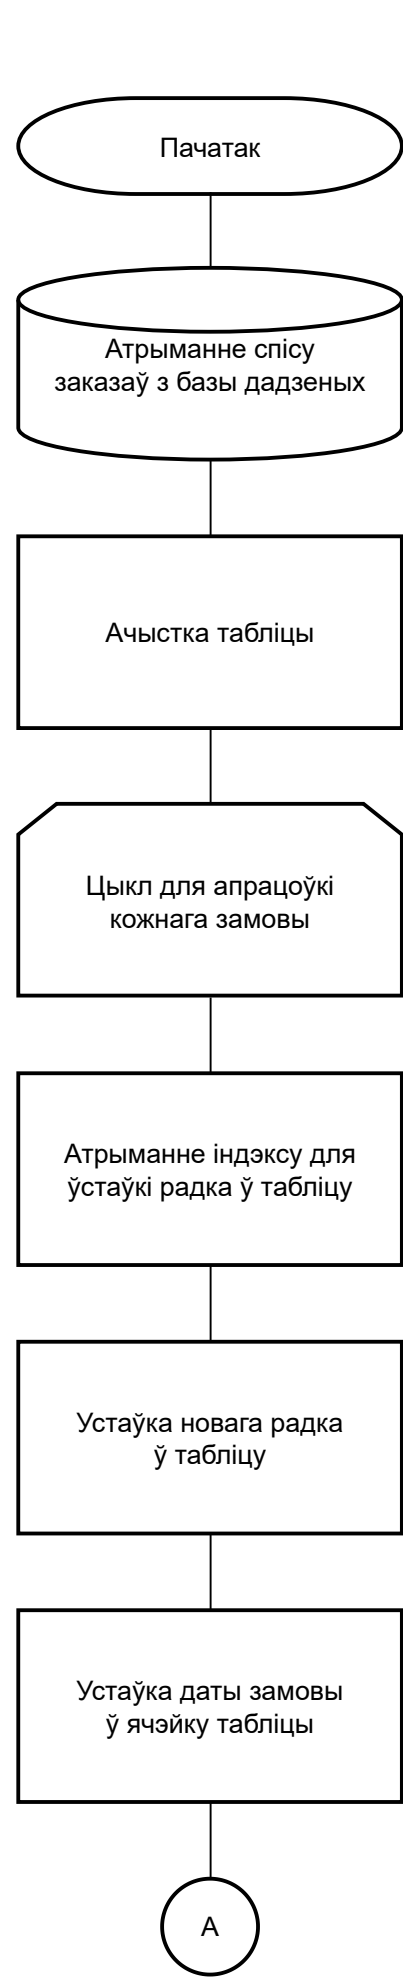 Пачатак
Атрыманне спісу
заказаў з базы дадзеных
Ачыстка табліцы
Цыкл для апрацоўкі
кожнага замовы
Атрыманне індэксу для
ўстаўкі радка ў табліцу
Устаўка новага радка
ў табліцу
Устаўка даты замовы
ў ячэйку табліцы
А